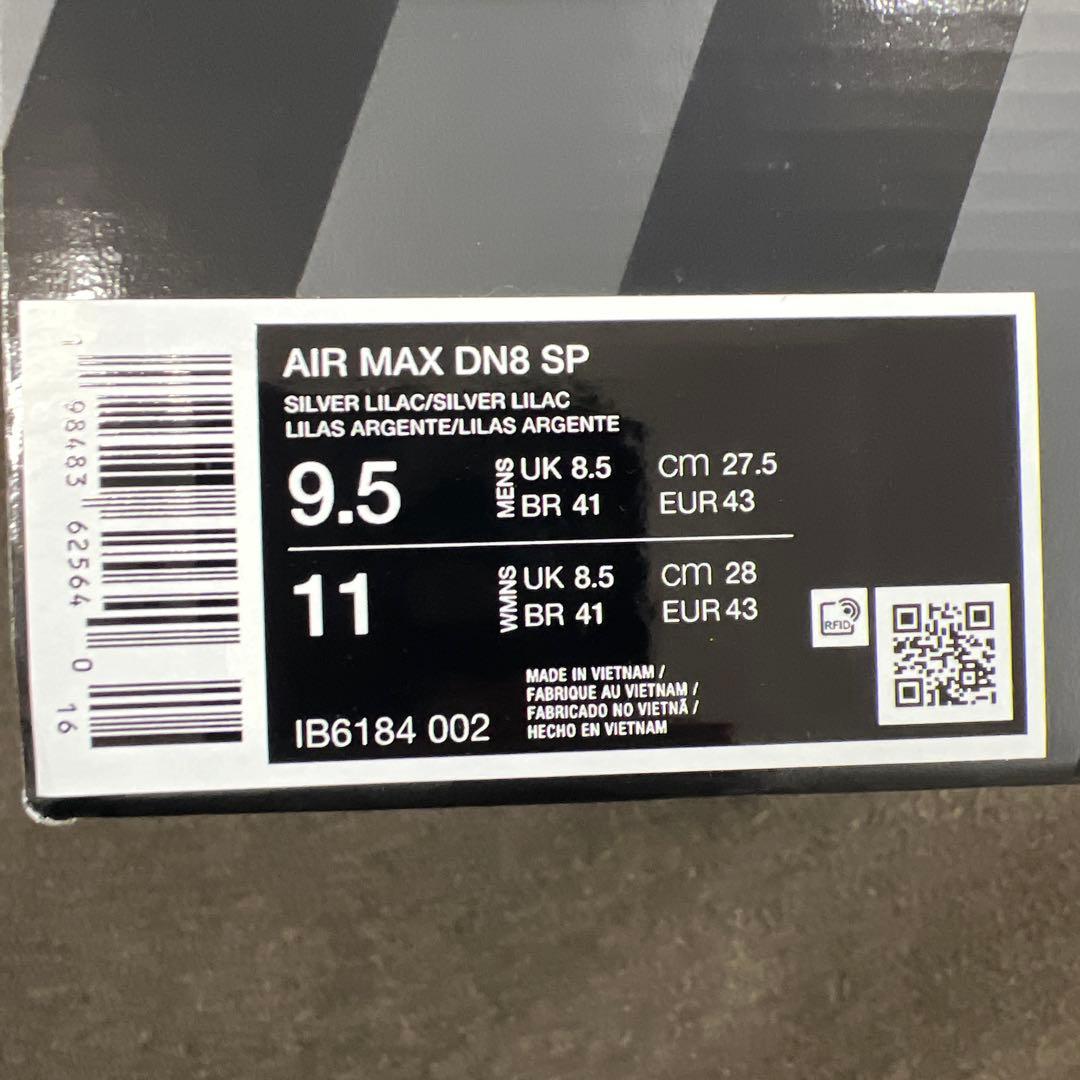 AIR MAX DN8 SP
SILVER LILAC/SILVER LILAC
LILAS ARGENTE/LILAS ARGENTE
9.5 MENS UK 8.5 cm 27.5
BR 41 EUR 43
11 WMNS UK 8.5 cm 28
BR 41 EUR 43
RFID
MADE IN VIETNAM /
FABRIQUE AU VIETNAM /
FABRICADO NO VIETNÃ /
HECHO EN VIETNAM
IB6184 002
1 98483 62564 0 16